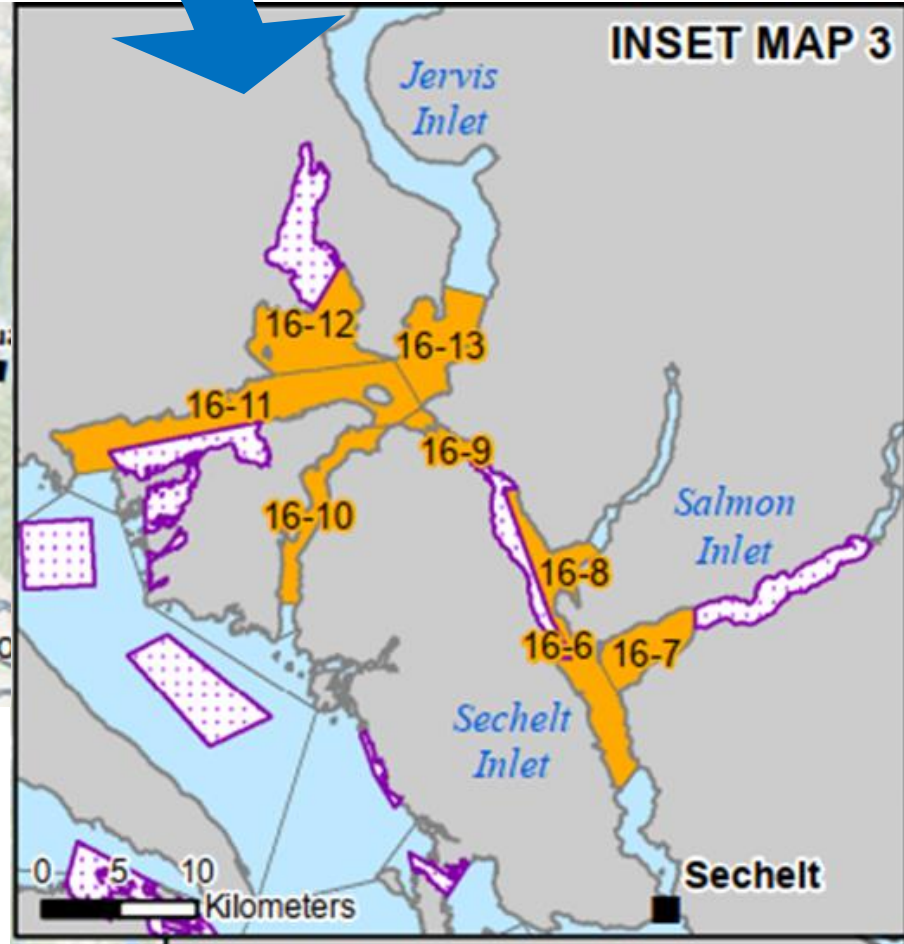 INSET MAP 3
Jervis
Inlet
16-12
16-13
16-11
16-9
16-10
Salmon
Inlet
16-8
16-6
16-7
Sechelt
Inlet
0 5 10
Kilometers
Sechelt